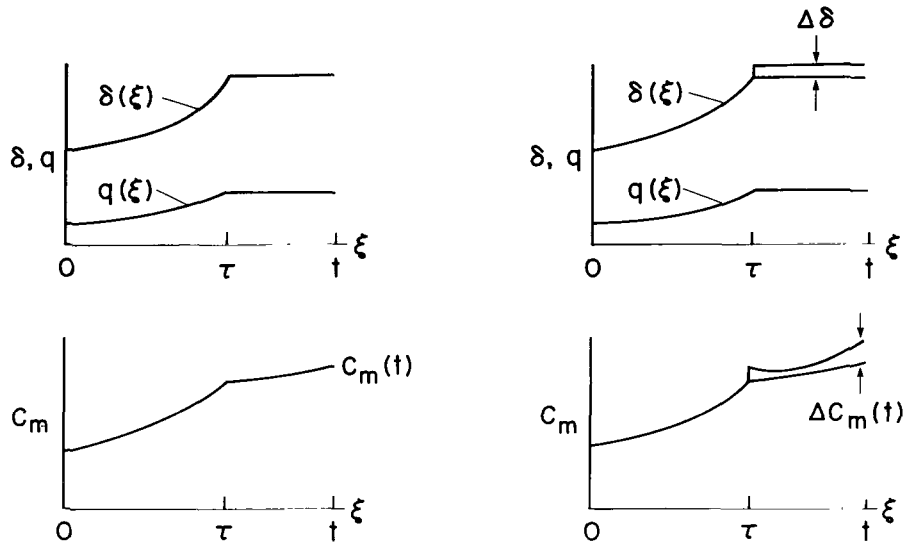 Δδ
δ(ξ)
δ(ξ)
δ, q
δ, q
q(ξ)
q(ξ)
0 τ t ξ
0 τ t ξ
C_m(t)
C_m
C_m
ΔC_m(t)
0 τ t ξ
0 τ t ξ